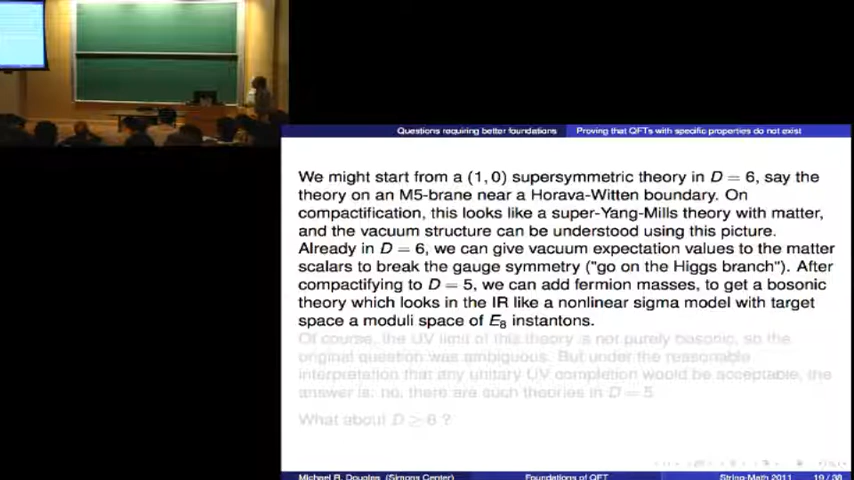 Questions requiring better foundations Proving that QFTs with specific properties do not exist
We might start from a (1, 0) supersymmetric theory in D = 6, say the
theory on an M5-brane near a Horava-Witten boundary. On
compactification, this looks like a super-Yang-Mills theory with matter,
and the vacuum structure can be understood using this picture.
Already in D = 6, we can give vacuum expectation values to the matter
scalars to break the gauge symmetry ("go on the Higgs branch"). After
compactifying to D = 5, we can add fermion masses, to get a bosonic
theory which looks in the IR like a nonlinear sigma model with target
space a moduli space of E₈ instantons.
Of course, the UV limit of this theory is not purely bosonic, so the
original question was ambiguous. But under the reasonable
interpretation that any unitary UV completion would be acceptable, the
answer is: no, there are such theories in D = 5
What about D ≥ 6 ?
Michael R. Douglas (Simons Center) Foundations of QFT String-Math 2011 19 / 38